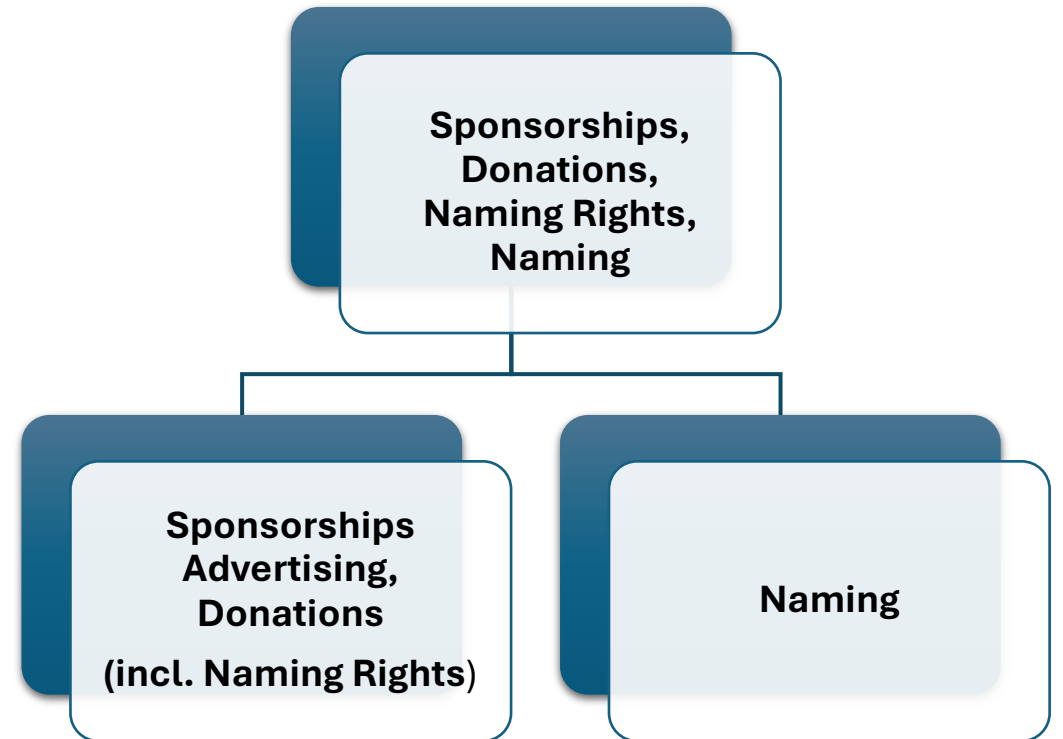 Sponsorships,
Donations,
Naming Rights,
Naming
Sponsorships
Advertising,
Donations
(incl. Naming Rights)
Naming